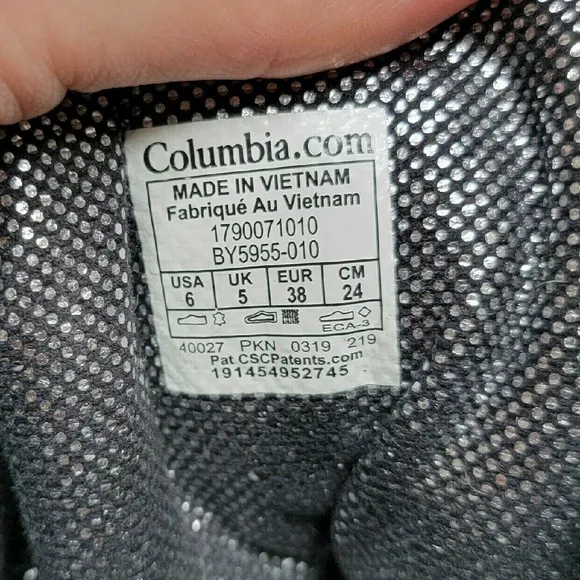 Columbia.com
MADE IN VIETNAM
Fabriqué Au Vietnam
1790071010
BY5955-010
USA UK EUR CM
6 5 38 24
ECA-3
40027 PKN 0319 219
Pat CSCPatents.com
191454952745